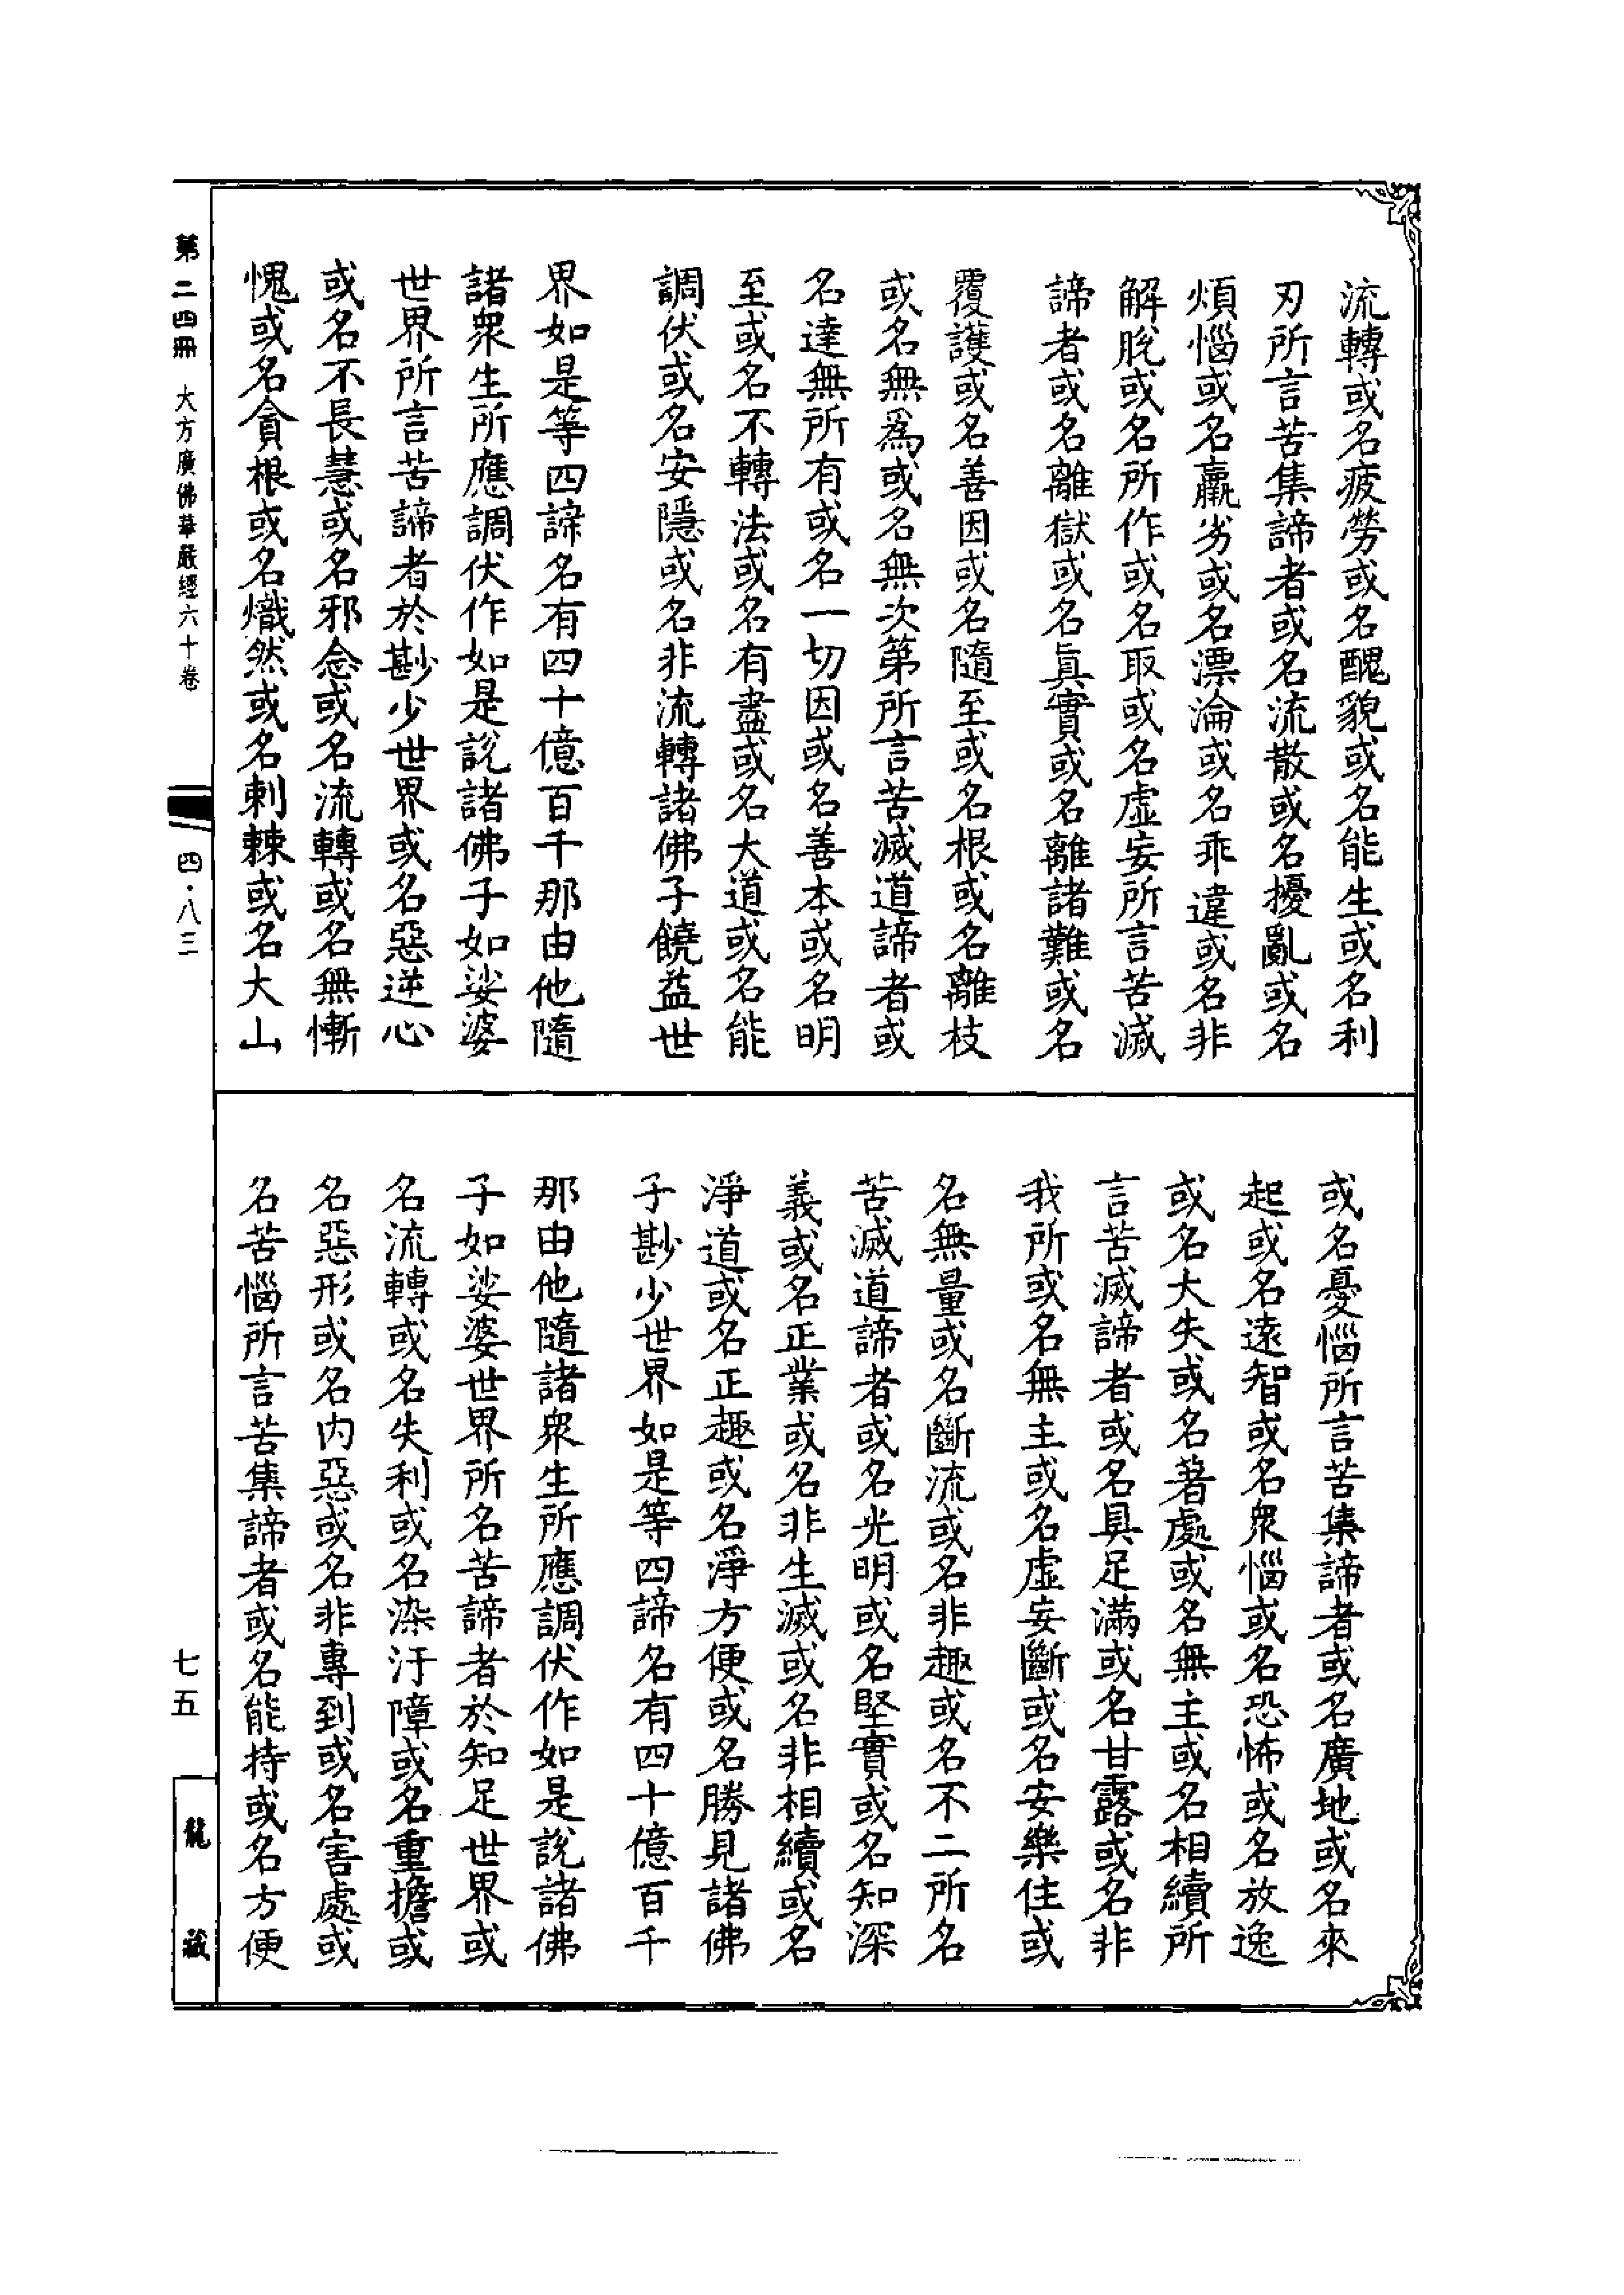 流轉或名疲勞或名醜貌或名能生或名利
刃所言苦集諦者或名流散或名擾亂或名
煩惱或名羸劣或名漂淪或名乖違或名非
解脫或名所作或名取或名虛妄所言苦滅
諦者或名離獄或名眞實或名離諸難或名
覆護或名善因或名隨至或名根或名離枝
或名無爲或名無次第所言苦滅道諦者或
名達無所有或名一切因或名善本或名明
至或名不轉法或名有盡或名大道或名能
調伏或名安隱或名非流轉諸佛子饒益世
界如是等四諦名有四十億百千那由他隨
諸衆生所應調伏作如是說諸佛子如娑婆
世界所言苦諦者於尠少世界或名惡逆心
或名不長慧或名邪念或名流轉或名無慚
愧或名貪根或名熾然或名刺棘或名大山
或名憂惱所言苦集諦者或名廣地或名來
起或名遠智或名衆惱或名恐怖或名放逸
或名大失或名著處或名無主或名相續所
言苦滅諦者或名具足滿或名甘露或名非
我所或名無主或名虛妄斷或名安樂住或
名無量或名斷流或名非趣或名不二所名
苦滅道諦者或名光明或名堅實或名知深
義或名正業或名非生滅或名非相續或名
淨道或名正趣或名淨方便或名勝見諸佛
子尠少世界如是等四諦名有四十億百千
那由他隨諸衆生所應調伏作如是說諸佛
子如娑婆世界所名苦諦者於知足世界或
名流轉或名失利或名染汙障或名重擔或
名惡形或名內惡或名非專到或名害處或
名苦惱所言苦集諦者或名能持或名方便
第二四冊 大方廣佛華嚴經六十卷 四·八三
七五
龍藏